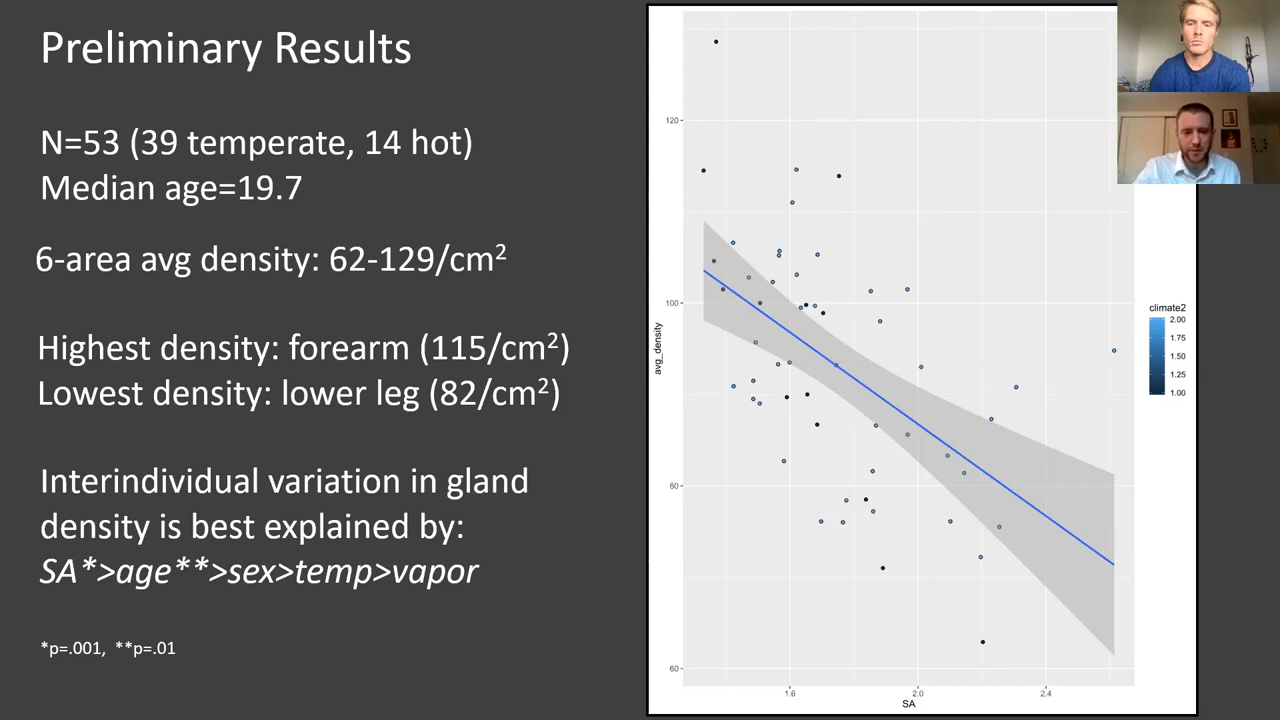 Preliminary Results
N=53 (39 temperate, 14 hot)
Median age=19.7
6-area avg density: 62-129/cm²
Highest density: forearm (115/cm²)
Lowest density: lower leg (82/cm²)
Interindividual variation in gland
density is best explained by:
SA*>age**>sex>temp>vapor
*p=.001, **p=.01
120
100
80
60
avg_density
1.6
2.0
2.4
SA
climate2
2.00
1.75
1.50
1.25
1.00